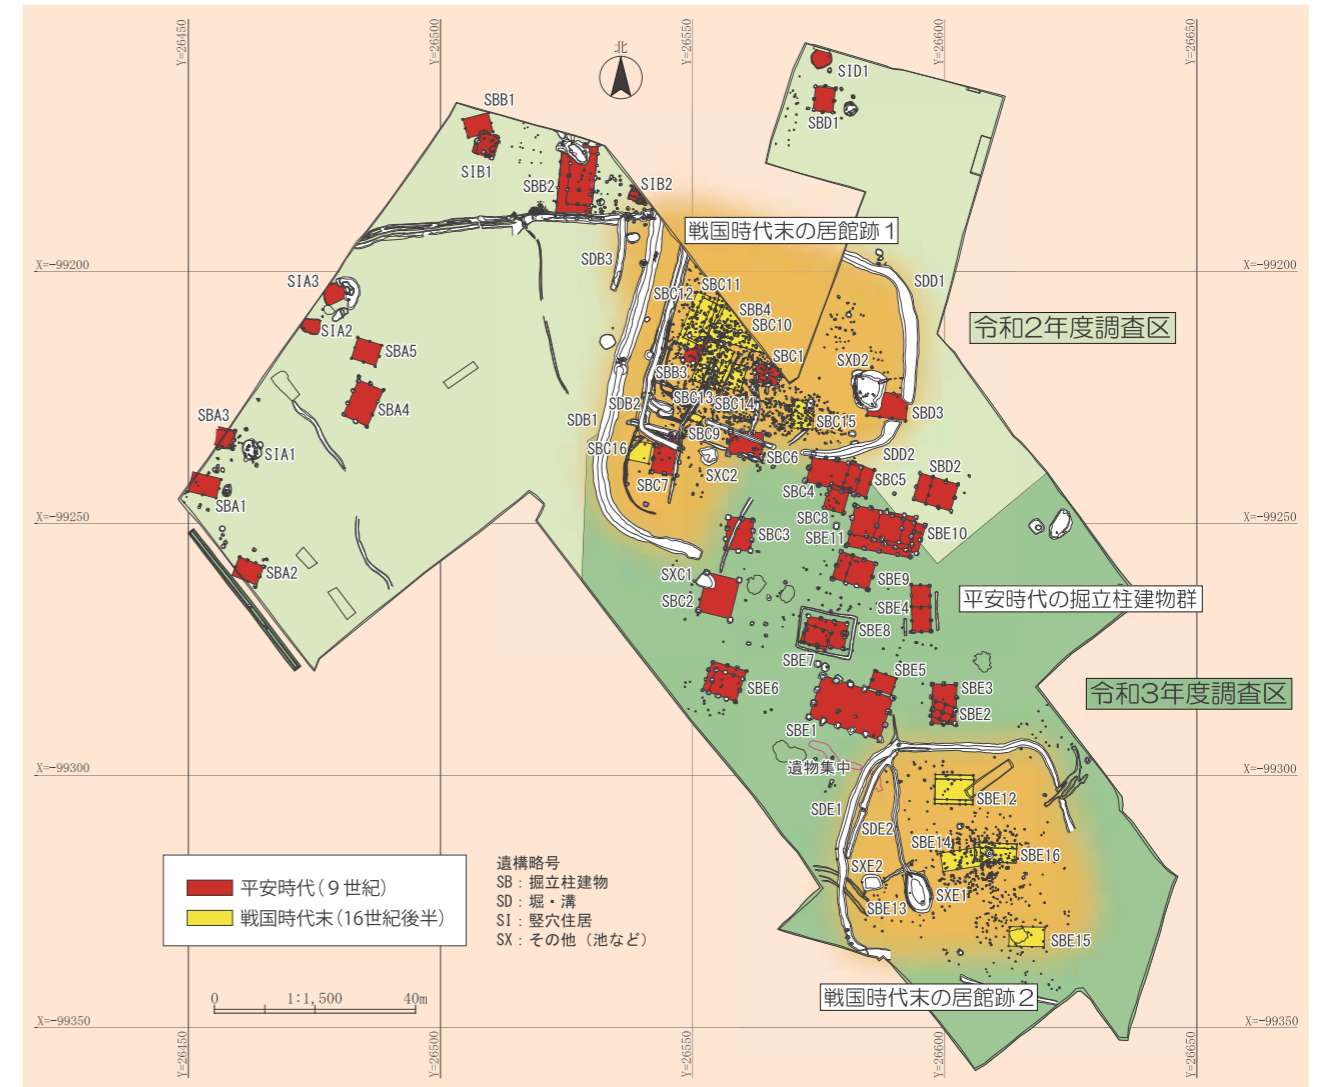 Y=26450
Y=26500
Y=26550
Y=26600
Y=26650
北
SID1
SBD1
SBB1
SIB1
SBB2
SIB2
戦国時代末の居館跡1
X=-99200
X=-99200
SDB3
SDD1
SIA3
SBC11
SBC12
SBB4
SBC10
令和2年度調査区
SIA2
SBA5
SBC1
SXD2
SBB3
SBA4
SBC13
SDB2
SBC14
SBD3
SBA3
SDB1
SBC15
SBC9
SIA1
SBC16
SBC6
SDD2
SXC2
SBD2
SBA1
SBC7
SBC4
SBC5
X=-99250
X=-99250
SBC8
SBC3
SBE11
SBE10
SBA2
SXC1
SBE9
SBC2
SBE4
平安時代の掘立柱建物群
SBE8
SBE7
SBE5
SBE6
SBE3
令和3年度調査区
SBE2
SBE1
遺物集中
X=-99300
X=-99300
SBE12
SDE1
SDE2
SBE14
SBE16
SXE2
SXE1
SBE13
SBE15
戦国時代末の居館跡2
平安時代(9世紀)
戦国時代末(16世紀後半)
遺構略号
SB:掘立柱建物
SD:堀・溝
SI:竪穴住居
SX:その他(池など)
0 1:1,500 40m
X=-99350
X=-99350
Y=26450
Y=26500
Y=26550
Y=26600
Y=26650